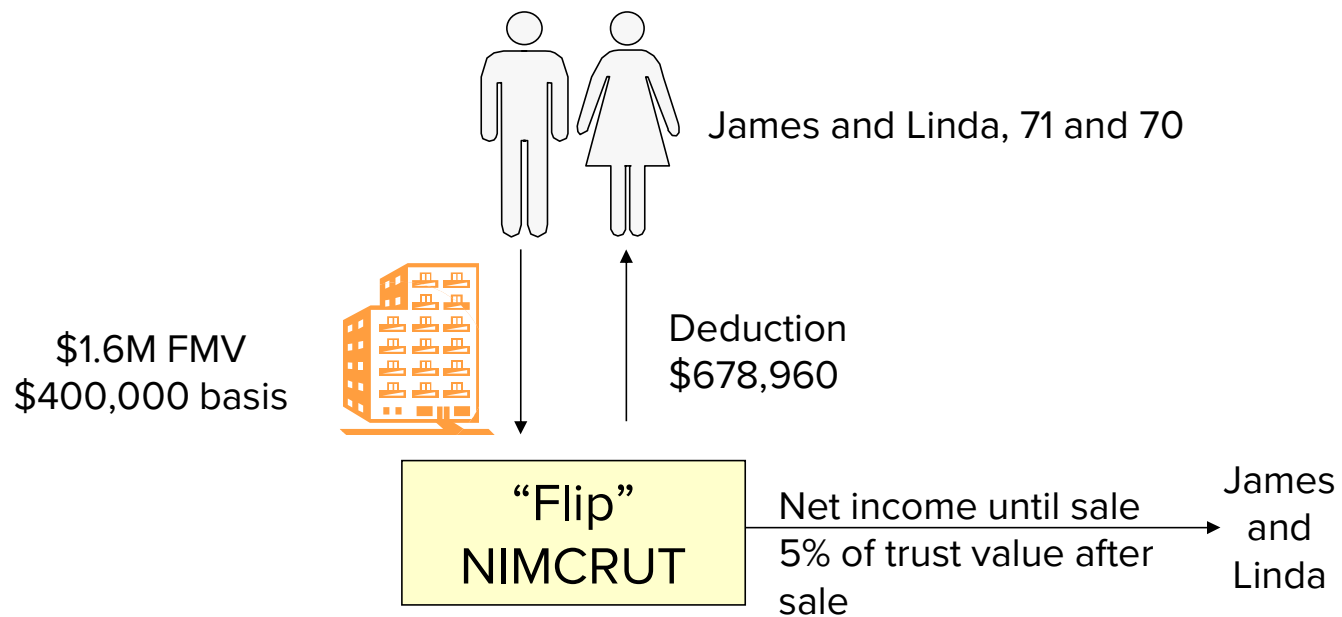 James and Linda, 71 and 70
$1.6M FMV
$400,000 basis
Deduction
$678,960
“Flip”
NIMCRUT
Net income until sale
5% of trust value after
sale
James
and
Linda